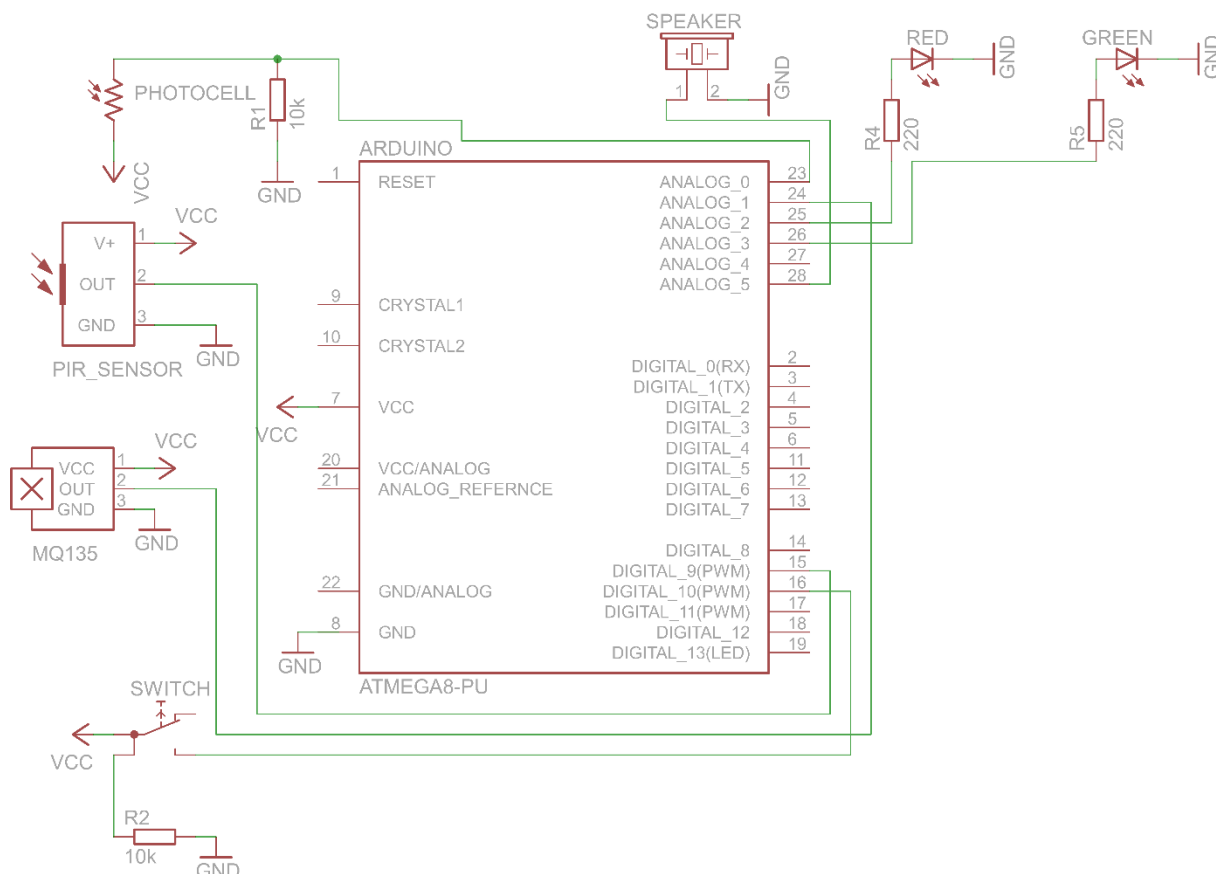 SPEAKER
1
2
GND
RED
GND
GREEN
GND
R4
220
R5
220
PHOTOCELL
VCC
R1
10k
GND
ARDUINO
1 RESET
9 CRYSTAL1
10 CRYSTAL2
7 VCC
VCC
20 VCC/ANALOG
21 ANALOG_REFERNCE
22 GND/ANALOG
8 GND
GND
ANALOG_0 23
ANALOG_1 24
ANALOG_2 25
ANALOG_3 26
ANALOG_4 27
ANALOG_5 28
DIGITAL_0(RX) 2
DIGITAL_1(TX) 3
DIGITAL_2 4
DIGITAL_3 5
DIGITAL_4 6
DIGITAL_5 11
DIGITAL_6 12
DIGITAL_7 13
DIGITAL_8 14
DIGITAL_9(PWM) 15
DIGITAL_10(PWM) 16
DIGITAL_11(PWM) 17
DIGITAL_12 18
DIGITAL_13(LED) 19
ATMEGA8-PU
VCC
V+ 1
OUT 2
GND 3
GND
PIR_SENSOR
VCC
VCC 1
OUT 2
GND 3
GND
MQ135
SWITCH
VCC
R2
10k
GND